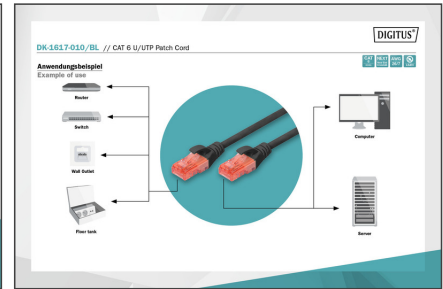 DIGITUS®
DK-1617-010/BL // CAT 6 U/UTP Patch Cord
Anwendungsbeispiel
Example of use
Router
Switch
Wall Outlet
Floor tank
Computer
Server